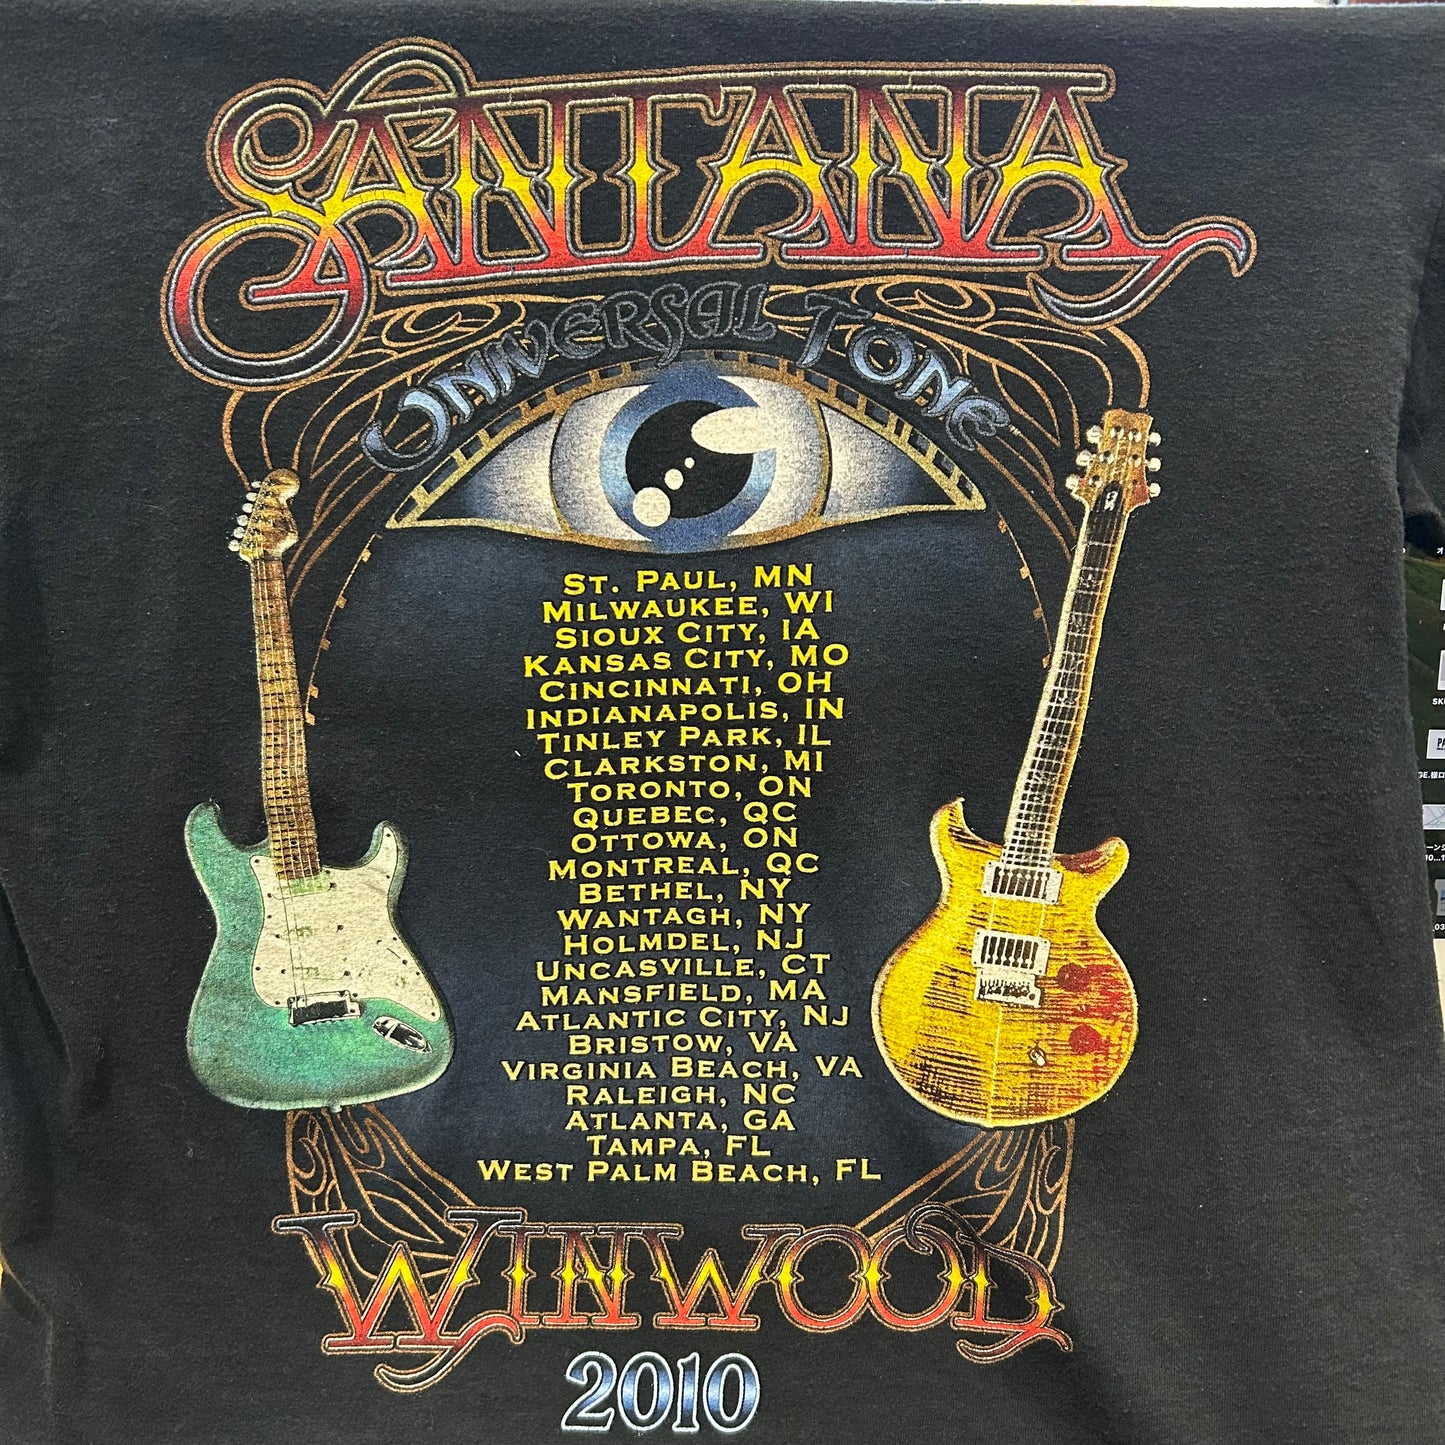 SANTANA
UNIVERSAL TONE
ST. PAUL, MN
MILWAUKEE, WI
SIOUX CITY, IA
KANSAS CITY, MO
CINCINNATI, OH
INDIANAPOLIS, IN
TINLEY PARK, IL
CLARKSTON, MI
TORONTO, ON
QUEBEC, QC
OTTOWA, ON
MONTREAL, QC
BETHEL, NY
WANTAGH, NY
HOLMDEL, NJ
UNCASVILLE, CT
MANSFIELD, MA
ATLANTIC CITY, NJ
BRISTOW, VA
VIRGINIA BEACH, VA
RALEIGH, NC
ATLANTA, GA
TAMPA, FL
WEST PALM BEACH, FL
WINWOOD
2010